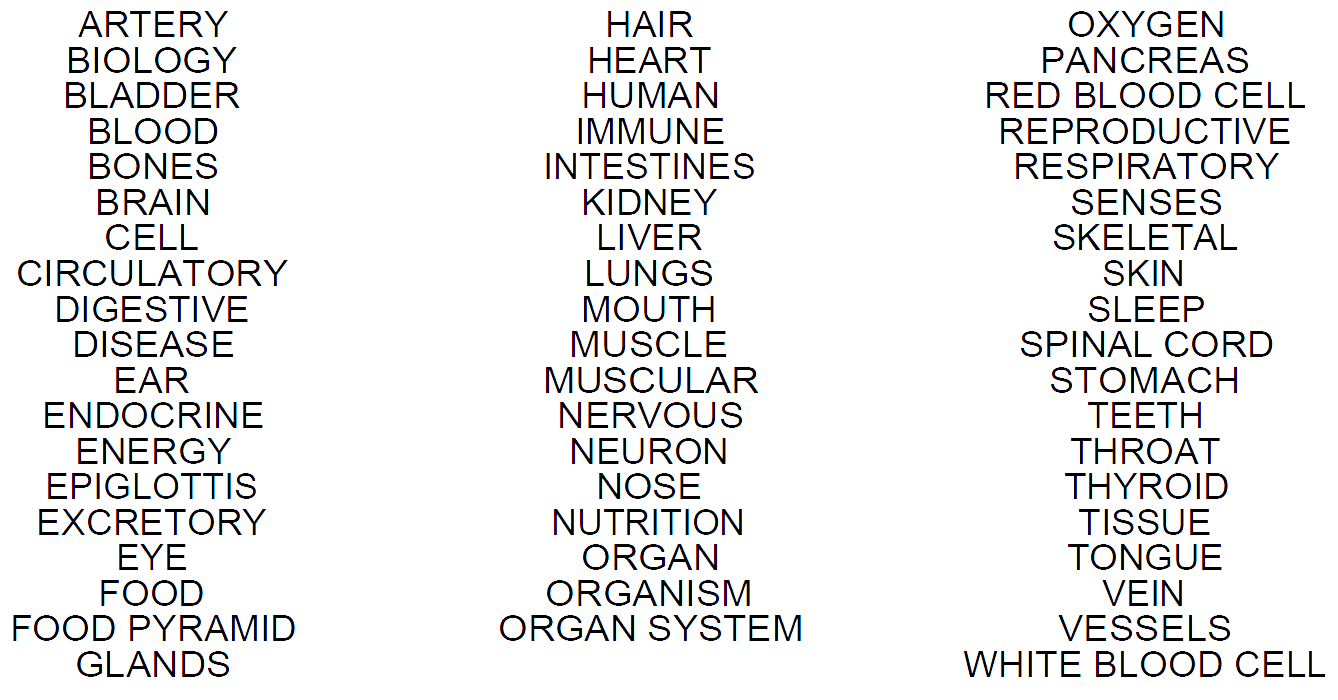 ARTERY
BIOLOGY
BLADDER
BLOOD
BONES
BRAIN
CELL
CIRCULATORY
DIGESTIVE
DISEASE
EAR
ENDOCRINE
ENERGY
EPIGLOTTIS
EXCRETORY
EYE
FOOD
FOOD PYRAMID
GLANDS
HAIR
HEART
HUMAN
IMMUNE
INTESTINES
KIDNEY
LIVER
LUNGS
MOUTH
MUSCLE
MUSCULAR
NERVOUS
NEURON
NOSE
NUTRITION
ORGAN
ORGANISM
ORGAN SYSTEM
OXYGEN
PANCREAS
RED BLOOD CELL
REPRODUCTIVE
RESPIRATORY
SENSES
SKELETAL
SKIN
SLEEP
SPINAL CORD
STOMACH
TEETH
THROAT
THYROID
TISSUE
TONGUE
VEIN
VESSELS
WHITE BLOOD CELL